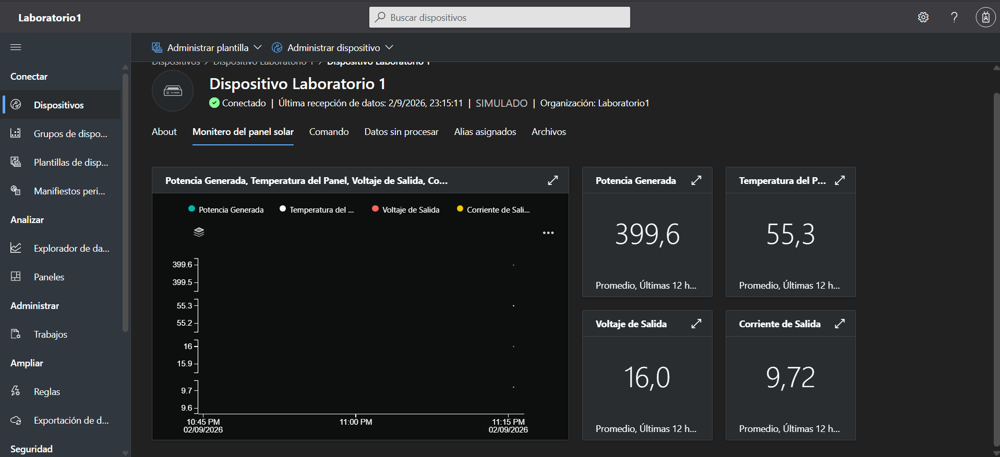 Laboratorio1
Buscar dispositivos
?
Administrar plantilla
Administrar dispositivo
Dispositivos > Dispositivo Laboratorio 1 > Dispositivo Laboratorio 1
Conectar
Dispositivos
Grupos de dispo...
Plantillas de disp...
Manifiestos peri...
Analizar
Explorador de da...
Paneles
Administrar
Trabajos
Ampliar
Reglas
Exportación de d...
Seguridad
Dispositivo Laboratorio 1
Conectado | Última recepción de datos: 2/9/2026, 23:15:11 | SIMULADO | Organización: Laboratorio1
About
Monitero del panel solar
Comando
Datos sin procesar
Alias asignados
Archivos
Potencia Generada, Temperatura del Panel, Voltaje de Salida, Co...
Potencia Generada
Temperatura del ...
Voltaje de Salida
Corriente de Sali...
399.6
399.5
55.3
55.2
16
15.9
9.7
9.6
10:45 PM
02/09/2026
11:00 PM
11:15 PM
02/09/2026
Potencia Generada
399,6
Promedio, Últimas 12 h...
Temperatura del P...
55,3
Promedio, Últimas 12 h...
Voltaje de Salida
16,0
Promedio, Últimas 12 h...
Corriente de Salida
9,72
Promedio, Últimas 12 h...